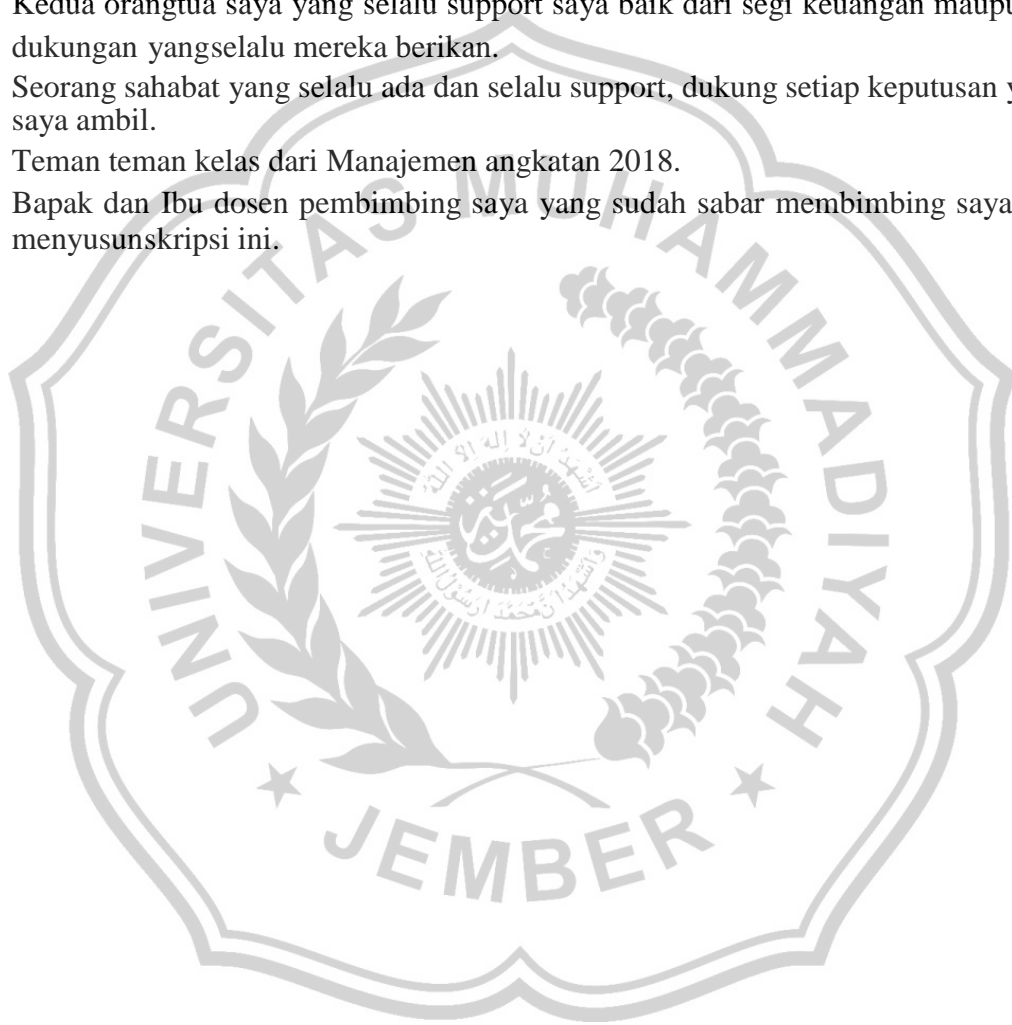 Kedua orangtua saya yang selalu support saya baik dari segi keuangan maupu
dukungan yangselalu mereka berikan.
Seorang sahabat yang selalu ada dan selalu support, dukung setiap keputusan y
saya ambil.
Teman teman kelas dari Manajemen angkatan 2018.
Bapak dan Ibu dosen pembimbing saya yang sudah sabar membimbing saya
menyusunskripsi ini.
UNIVERSITAS MUHAMMADIYAH
JEMBER